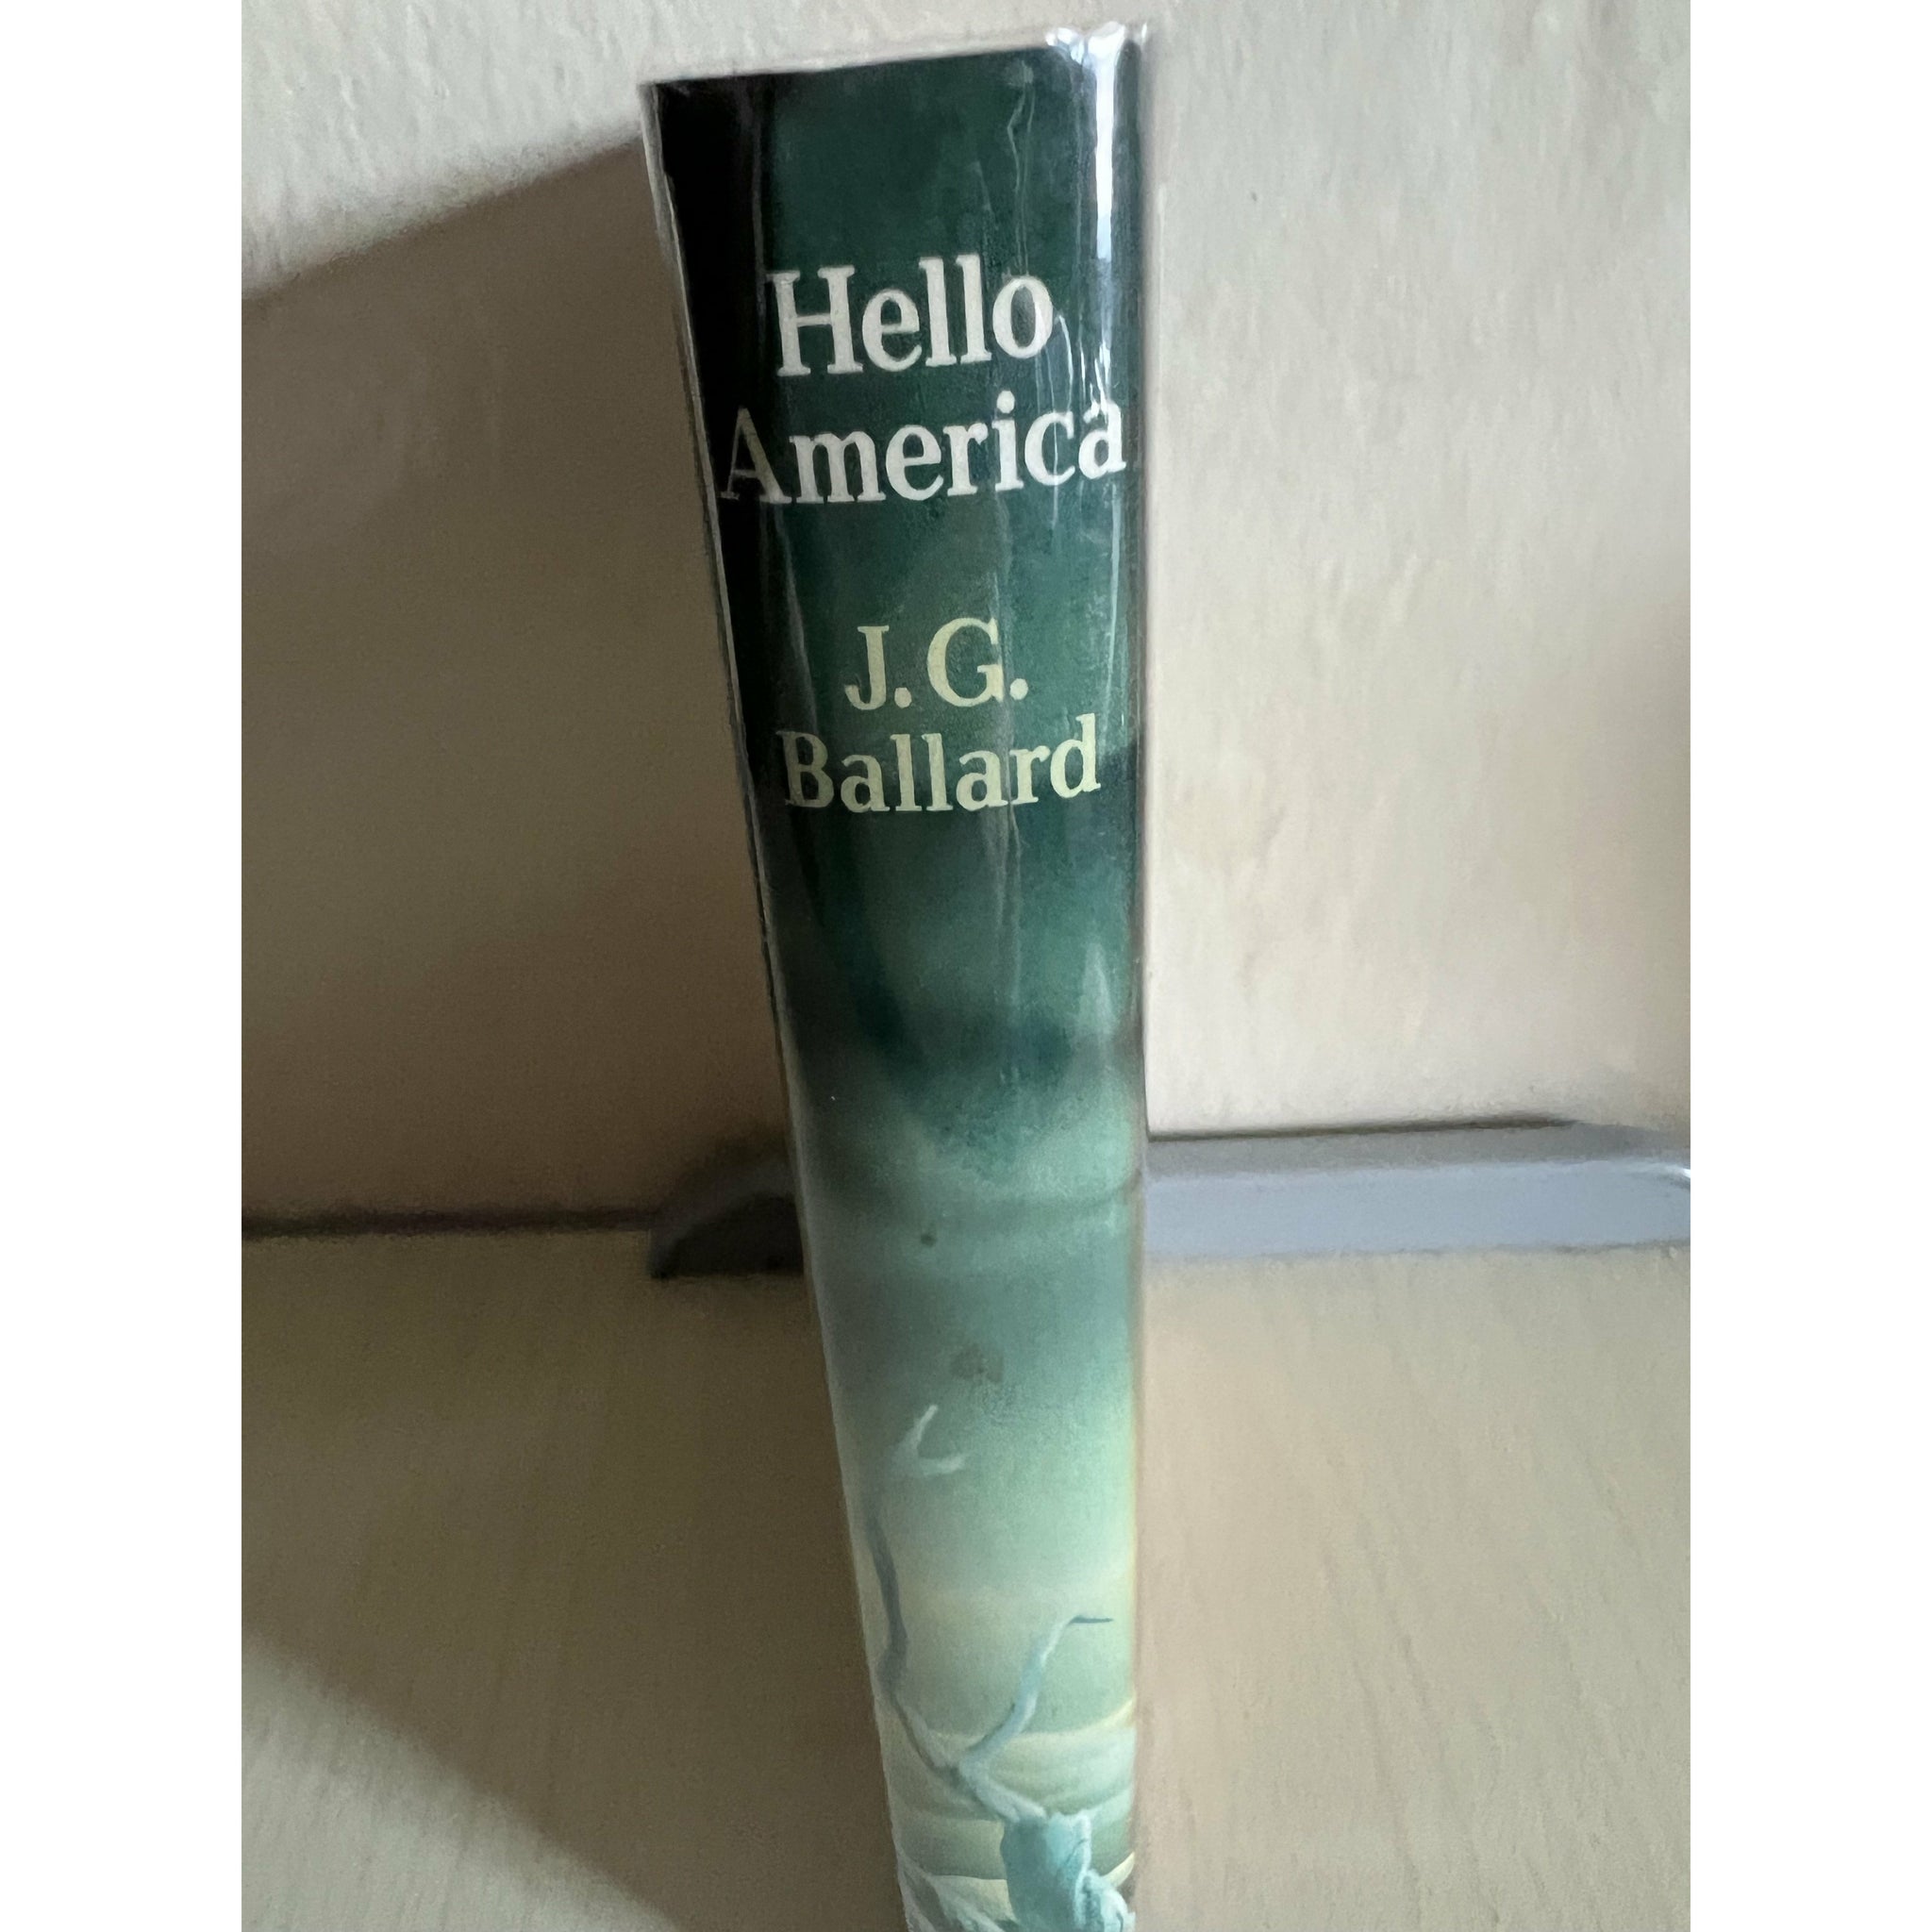 Hello
America
J. G.
Ballard